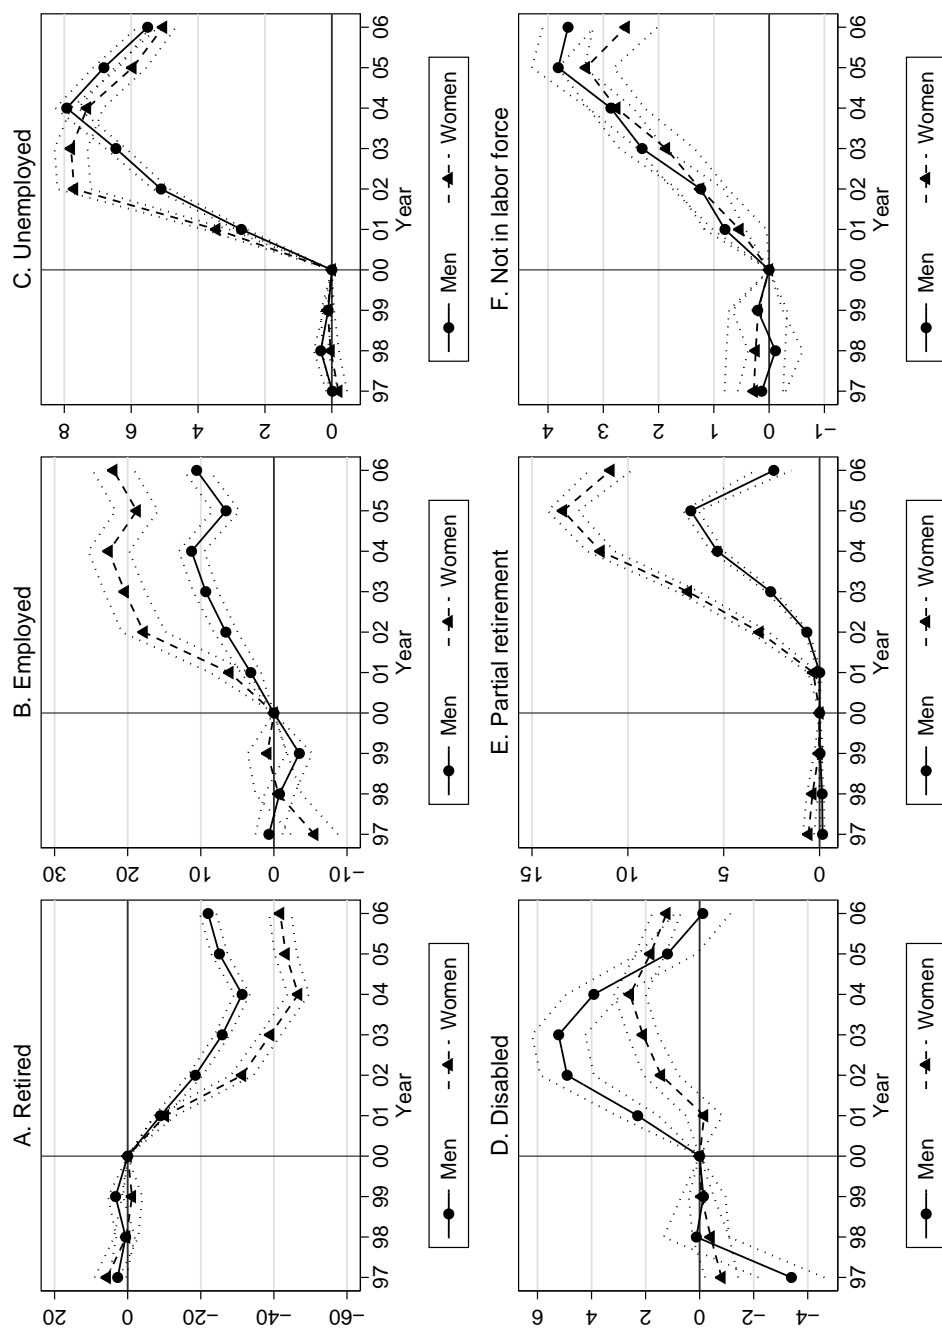 A. Retired
20
0
−20
−40
−60
97 98 99 00 01 02 03 04 05 06
Year
Men Women
B. Employed
30
20
10
0
−10
97 98 99 00 01 02 03 04 05 06
Year
Men Women
C. Unemployed
8
6
4
2
0
97 98 99 00 01 02 03 04 05 06
Year
Men Women
D. Disabled
6
4
2
0
−2
−4
97 98 99 00 01 02 03 04 05 06
Year
Men Women
E. Partial retirement
15
10
5
0
97 98 99 00 01 02 03 04 05 06
Year
Men Women
F. Not in labor force
4
3
2
1
0
−1
97 98 99 00 01 02 03 04 05 06
Year
Men Women